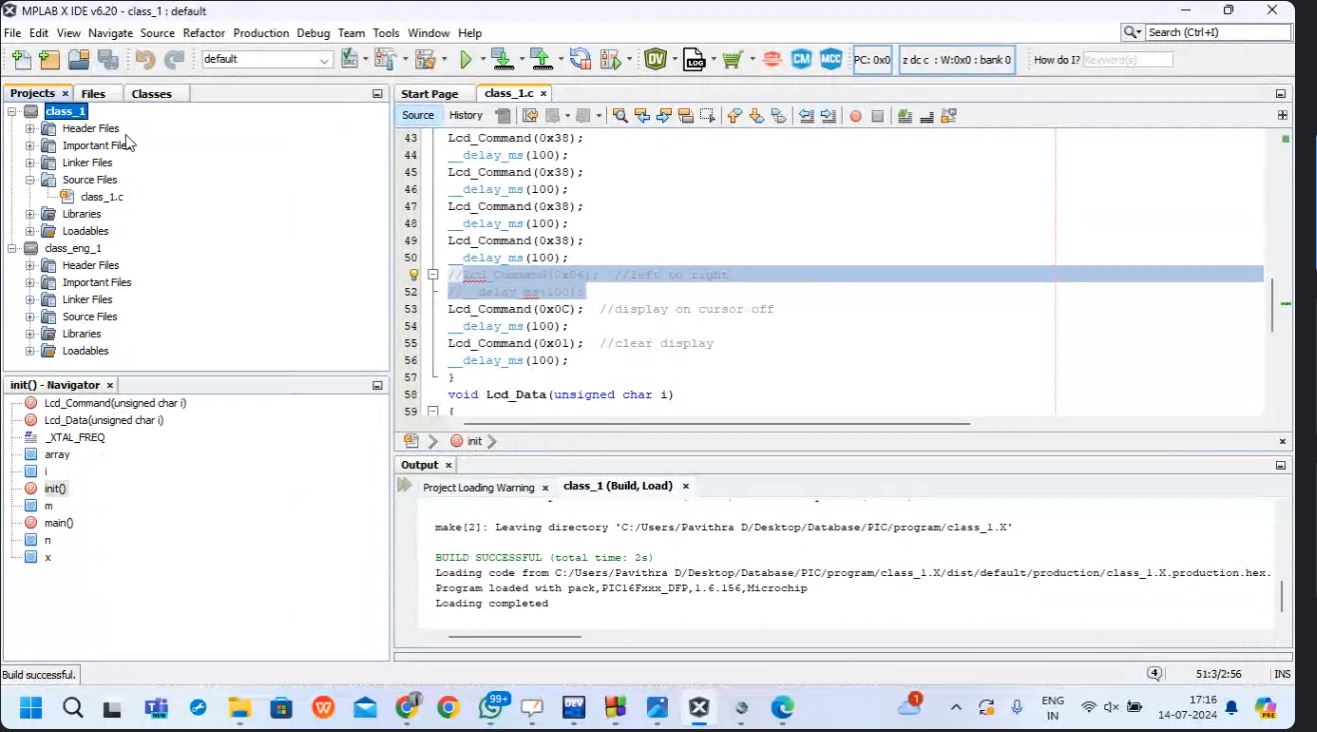 MPLAB X IDE v6.20 - class_1 : default
File Edit View Navigate Source Refactor Production Debug Team Tools Window Help
Search (Ctrl+I)
default
DV
LOG
CM
MCC
PC: 0x0
z dc c : W:0x0 : bank 0
How do I?
Keyword(s)
Projects Files Classes
class_1
Header Files
Important Files
Linker Files
Source Files
class_1.c
Libraries
Loadables
class_eng_1
Header Files
Important Files
Linker Files
Source Files
Libraries
Loadables
init() - Navigator
Lcd_Command(unsigned char i)
Lcd_Data(unsigned char i)
_XTAL_FREQ
array
i
init()
m
main()
n
x
Start Page class_1.c
Source History
43 Lcd_Command(0x38);
44 __delay_ms(100);
45 Lcd_Command(0x38);
46 __delay_ms(100);
47 Lcd_Command(0x38);
48 __delay_ms(100);
49 Lcd_Command(0x38);
50 __delay_ms(100);
//Lcd_Command(0x06); //left to right
52 //__delay_ms(100);
53 Lcd_Command(0x0C); //display on cursor off
54 __delay_ms(100);
55 Lcd_Command(0x01); //clear display
56 __delay_ms(100);
57 }
58 void Lcd_Data(unsigned char i)
59 {
init
Output
Project Loading Warning class_1 (Build, Load)
make[2]: Leaving directory 'C:/Users/Pavithra D/Desktop/Database/PIC/program/class_1.X'
BUILD SUCCESSFUL (total time: 2s)
Loading code from C:/Users/Pavithra D/Desktop/Database/PIC/program/class_1.X/dist/default/production/class_1.X.production.hex.
Program loaded with pack,PIC16Fxxx_DFP,1.6.156,Microchip
Loading completed
Build successful.
4
51:3/2:56
INS
99+
DEV
1
ENG
IN
17:16
14-07-2024
PRE